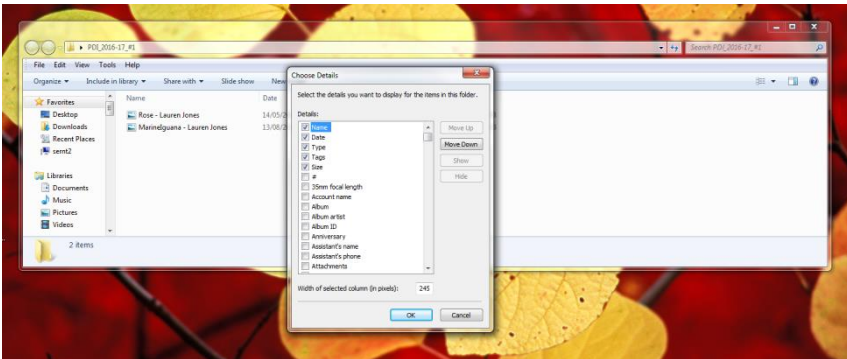 POI_2016-17_#1
Search POI_2016-17_#1
File Edit View Tools Help
Organize Include in library Share with Slide show New
Favorites
Desktop
Downloads
Recent Places
sernt2
Libraries
Documents
Music
Pictures
Videos
Name Date
Rose - Lauren Jones 14/05/2
MarineIguana - Lauren Jones 13/08/2
2 items
Choose Details
Select the details you want to display for the items in this folder.
Details:
Name
Date
Type
Tags
Size
#
35mm focal length
Account name
Album
Album artist
Album ID
Anniversary
Assistant's name
Assistant's phone
Attachments
Move Up
Move Down
Show
Hide
Width of selected column (in pixels): 245
OK Cancel